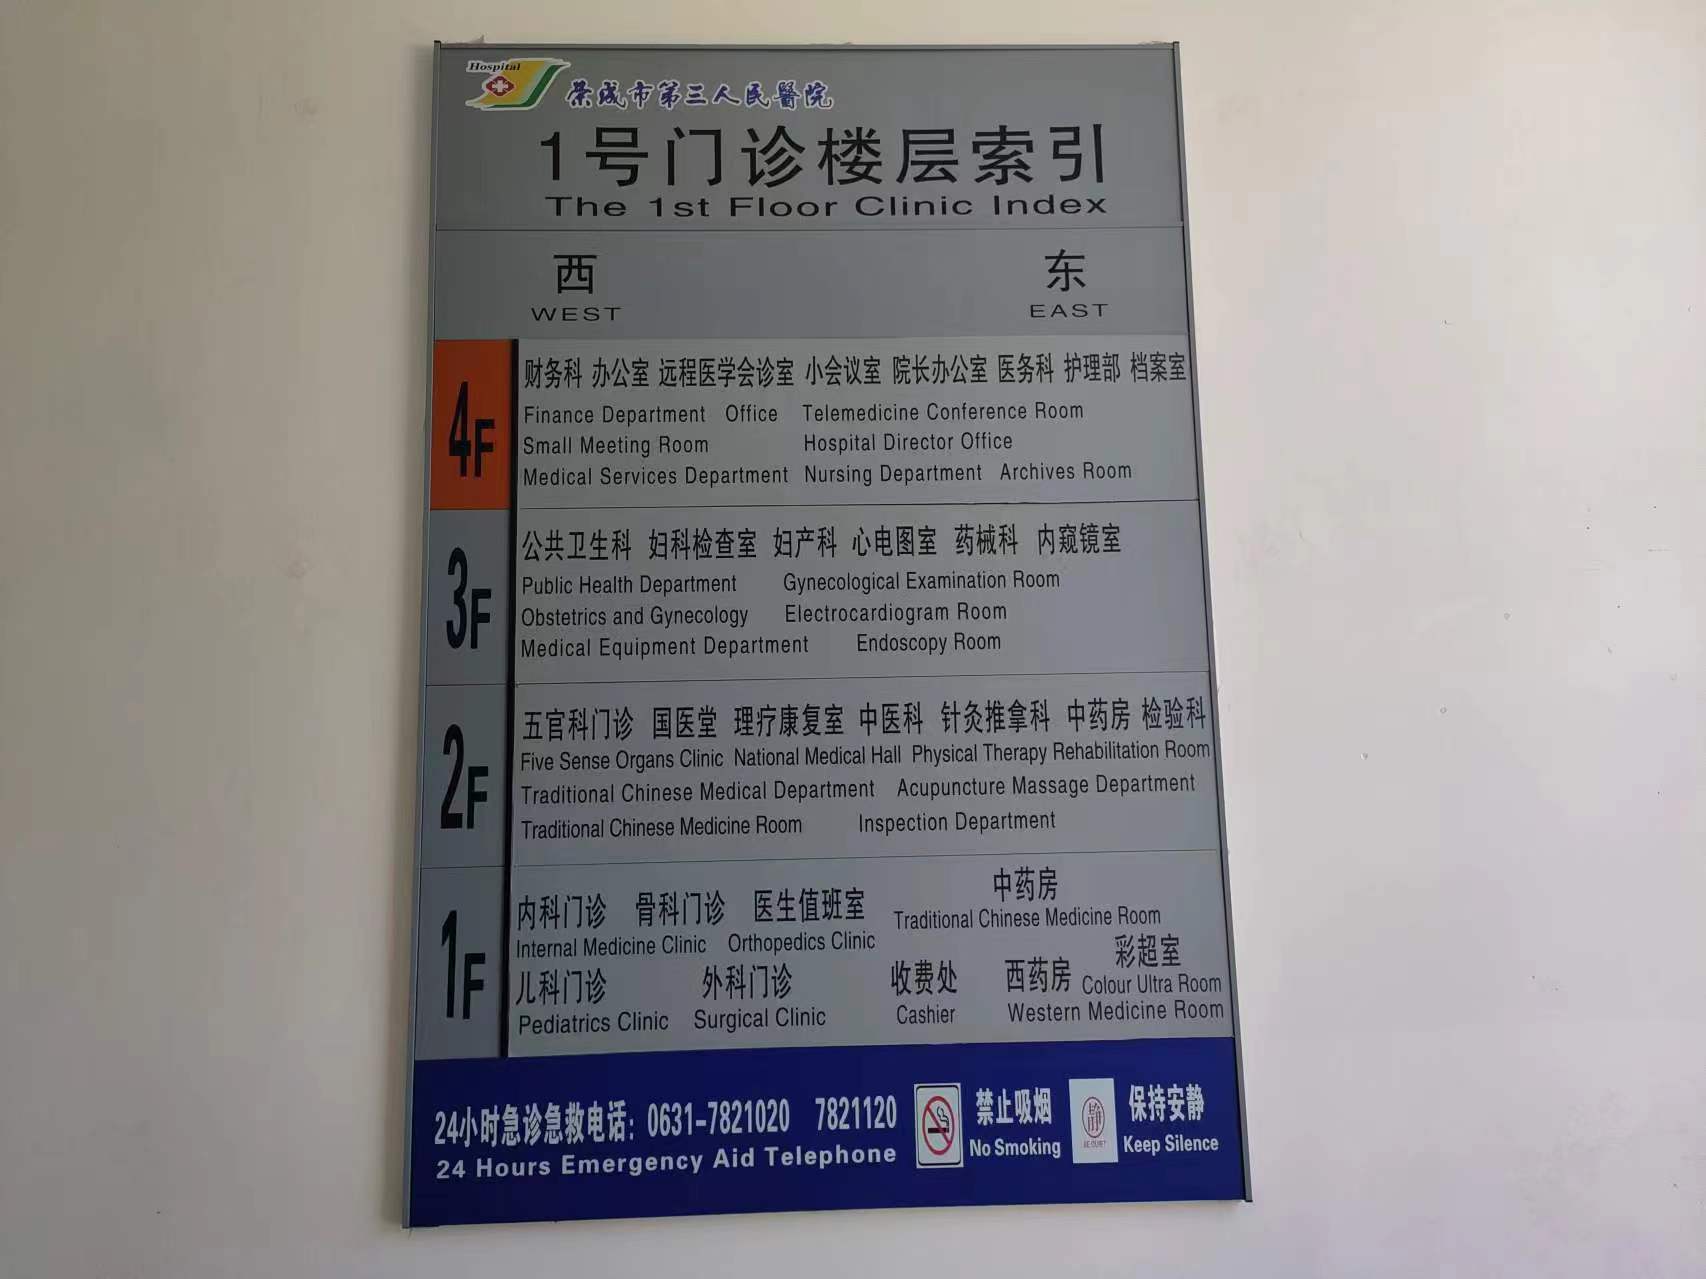 Hospital
荣成市第三人民醫院
1号门诊楼层索引
The 1st Floor Clinic Index
西 东
WEST EAST
4F
财务科 办公室 远程医学会诊室 小会议室 院长办公室 医务科 护理部 档案室
Finance Department Office Telemedicine Conference Room
Small Meeting Room Hospital Director Office
Medical Services Department Nursing Department Archives Room
3F
公共卫生科 妇科检查室 妇产科 心电图室 药械科 内窥镜室
Public Health Department Gynecological Examination Room
Obstetrics and Gynecology Electrocardiogram Room
Medical Equipment Department Endoscopy Room
2F
五官科门诊 国医堂 理疗康复室 中医科 针灸推拿科 中药房 检验科
Five Sense Organs Clinic National Medical Hall Physical Therapy Rehabilitation Room
Traditional Chinese Medical Department Acupuncture Massage Department
Traditional Chinese Medicine Room Inspection Department
1F
内科门诊 骨科门诊 医生值班室 中药房
Internal Medicine Clinic Orthopedics Clinic Traditional Chinese Medicine Room
儿科门诊 外科门诊 收费处 西药房 彩超室
Colour Ultra Room
Pediatrics Clinic Surgical Clinic Cashier Western Medicine Room
24小时急诊急救电话: 0631-7821020 7821120
24 Hours Emergency Aid Telephone
禁止吸烟
No Smoking
静
BE QUIET
保持安静
Keep Silence